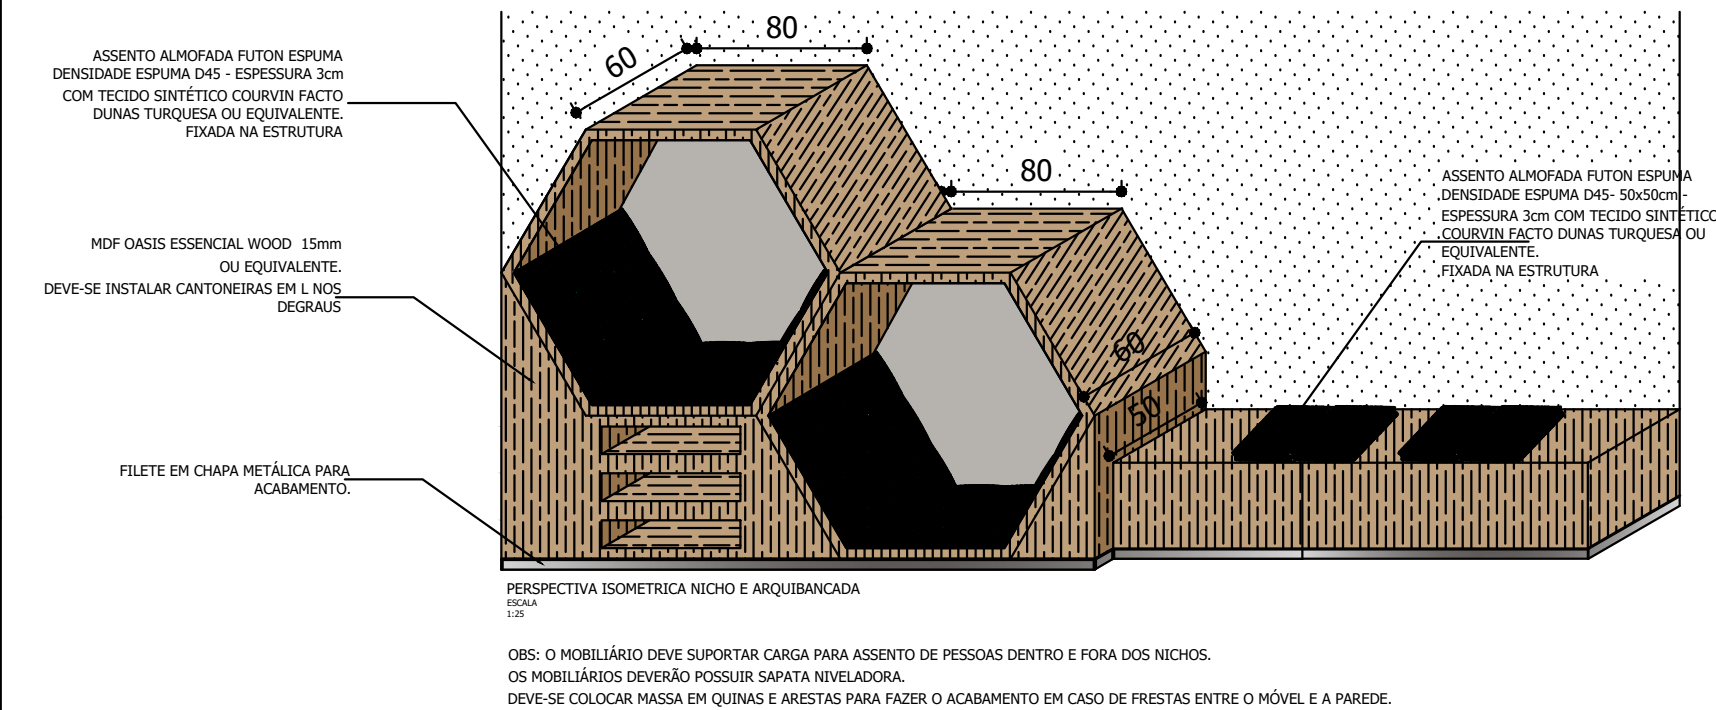 80
60
ASSENTO ALMOFADA FUTON ESPUMA
DENSIDADE ESPUMA D45 - ESPESSURA 3cm
COM TECIDO SINTÉTICO COURVIN FACTO
DUNAS TURQUESA OU EQUIVALENTE.
FIXADA NA ESTRUTURA
80
ASSENTO ALMOFADA FUTON ESPUMA
DENSIDADE ESPUMA D45- 50x50cm -
ESPESSURA 3cm COM TECIDO SINTÉTICO
COURVIN FACTO DUNAS TURQUESA OU
EQUIVALENTE.
FIXADA NA ESTRUTURA
MDF OASIS ESSENCIAL WOOD 15mm
OU EQUIVALENTE.
DEVE-SE INSTALAR CANTONEIRAS EM L NOS
DEGRAUS
60
50
FILETE EM CHAPA METÁLICA PARA
ACABAMENTO.
PERSPECTIVA ISOMETRICA NICHO E ARQUIBANCADA
ESCALA
1:25
OBS: O MOBILIÁRIO DEVE SUPORTAR CARGA PARA ASSENTO DE PESSOAS DENTRO E FORA DOS NICHOS.
OS MOBILIÁRIOS DEVERÃO POSSUIR SAPATA NIVELADORA.
DEVE-SE COLOCAR MASSA EM QUINAS E ARESTAS PARA FAZER O ACABAMENTO EM CASO DE FRESTAS ENTRE O MÓVEL E A PAREDE.